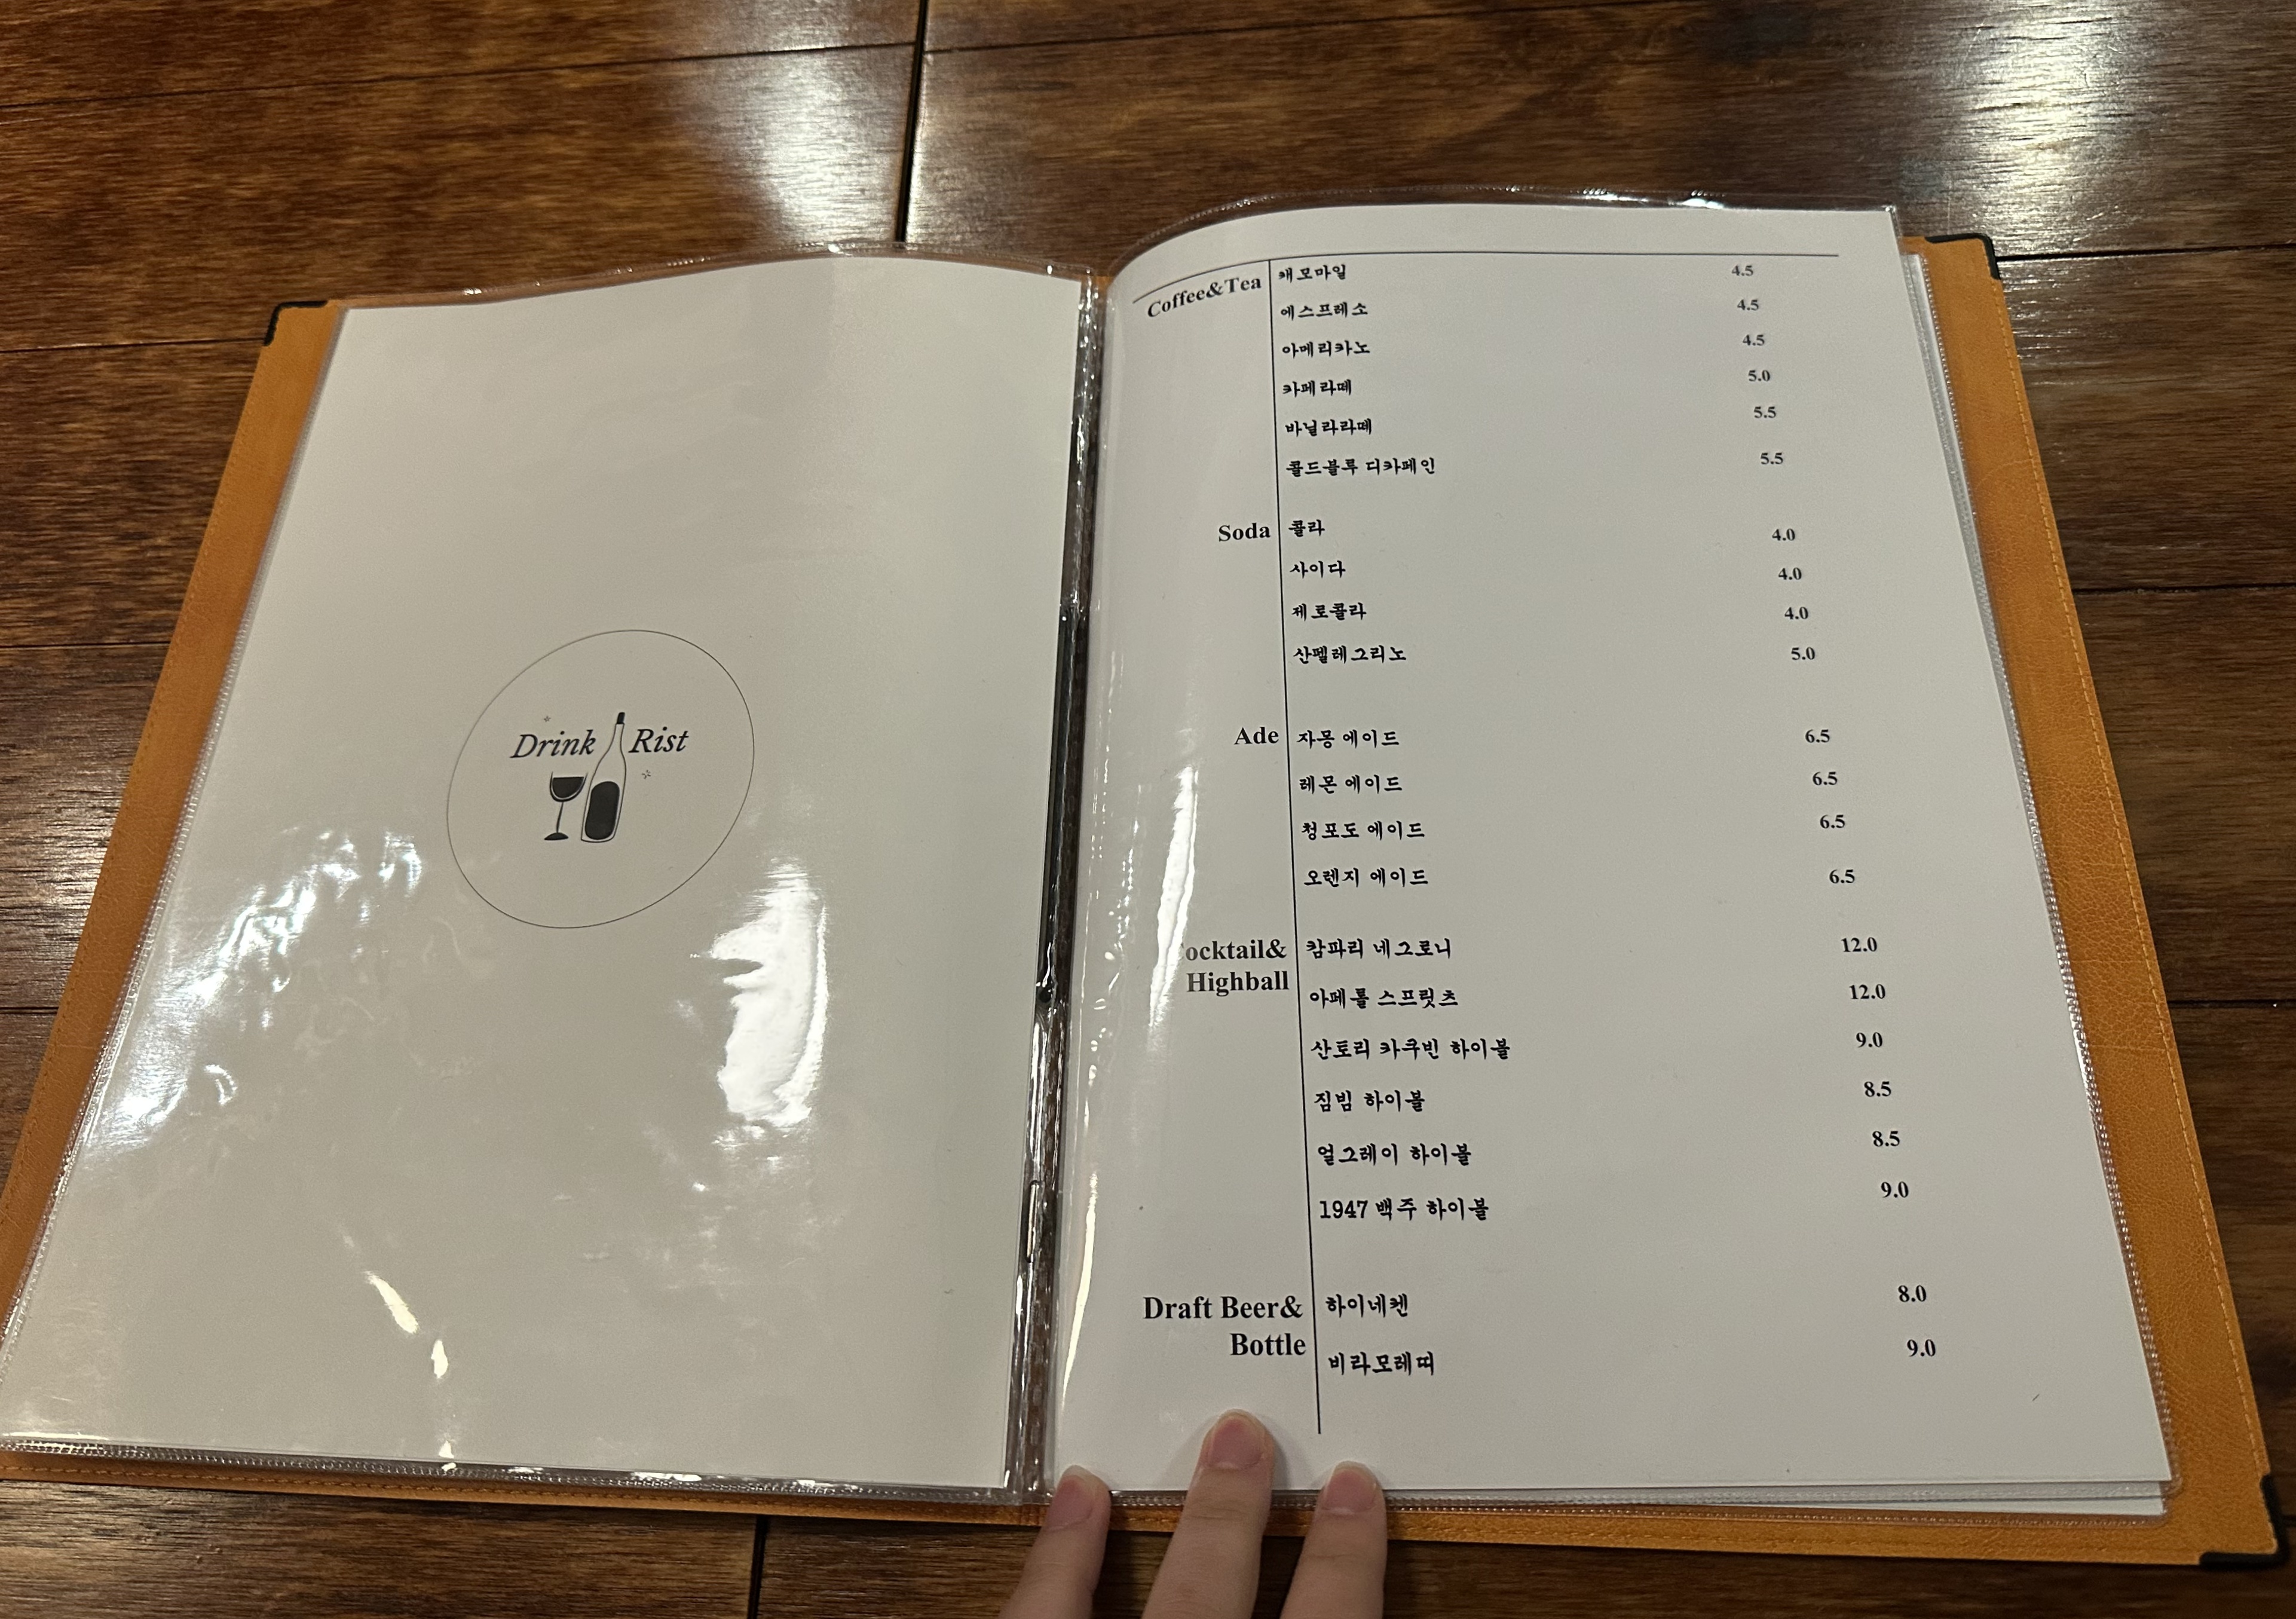 Drink Rist
Coffee&Tea
캐모마일 4.5
에스프레소 4.5
아메리카노 4.5
카페라떼 5.0
바닐라라떼 5.5
콜드블루 디카페인 5.5
Soda
콜라 4.0
사이다 4.0
제로콜라 4.0
산펠레그리노 5.0
Ade
자몽 에이드 6.5
레몬 에이드 6.5
청포도 에이드 6.5
오렌지 에이드 6.5
Cocktail&
Highball
캄파리 네그로니 12.0
아페롤 스프릿츠 12.0
산토리 카쿠빈 하이볼 9.0
짐빔 하이볼 8.5
얼그레이 하이볼 8.5
1947 백주 하이볼 9.0
Draft Beer&
Bottle
하이네켄 8.0
비라모레띠 9.0